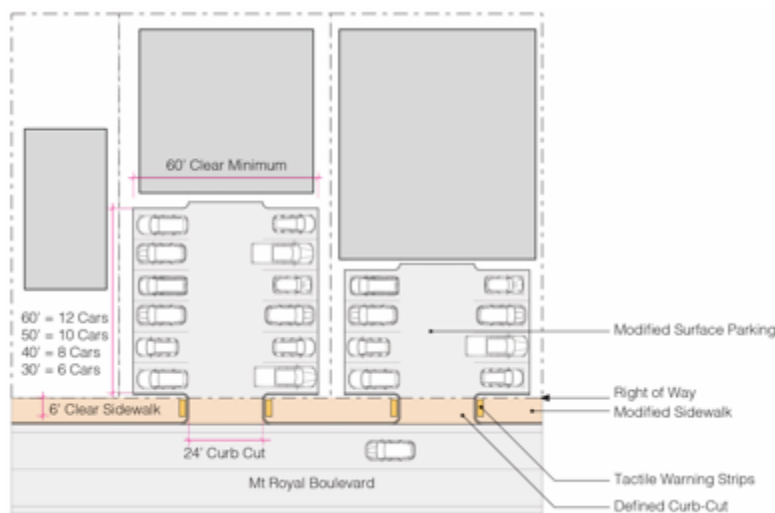 60' Clear Minimum
60' = 12 Cars
50' = 10 Cars
40' = 8 Cars
30' = 6 Cars
Modified Surface Parking
Right of Way
6' Clear Sidewalk
Modified Sidewalk
24' Curb Cut
Mt Royal Boulevard
Tactile Warning Strips
Defined Curb-Cut